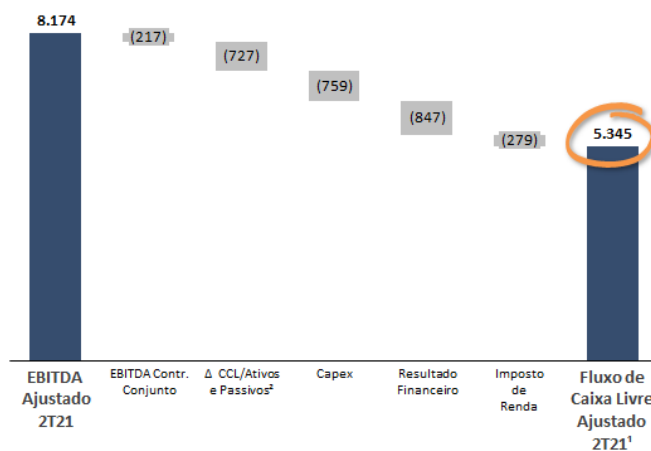 8.174
(217)
(727)
(759)
(847)
(279)
5.345
EBITDA
Ajustado
2T21
EBITDA Contr.
Conjunto
Δ CCL/Ativos
e Passivos²
Capex
Resultado
Financeiro
Imposto
de
Renda
Fluxo de
Caixa Livre
Ajustado
2T21¹